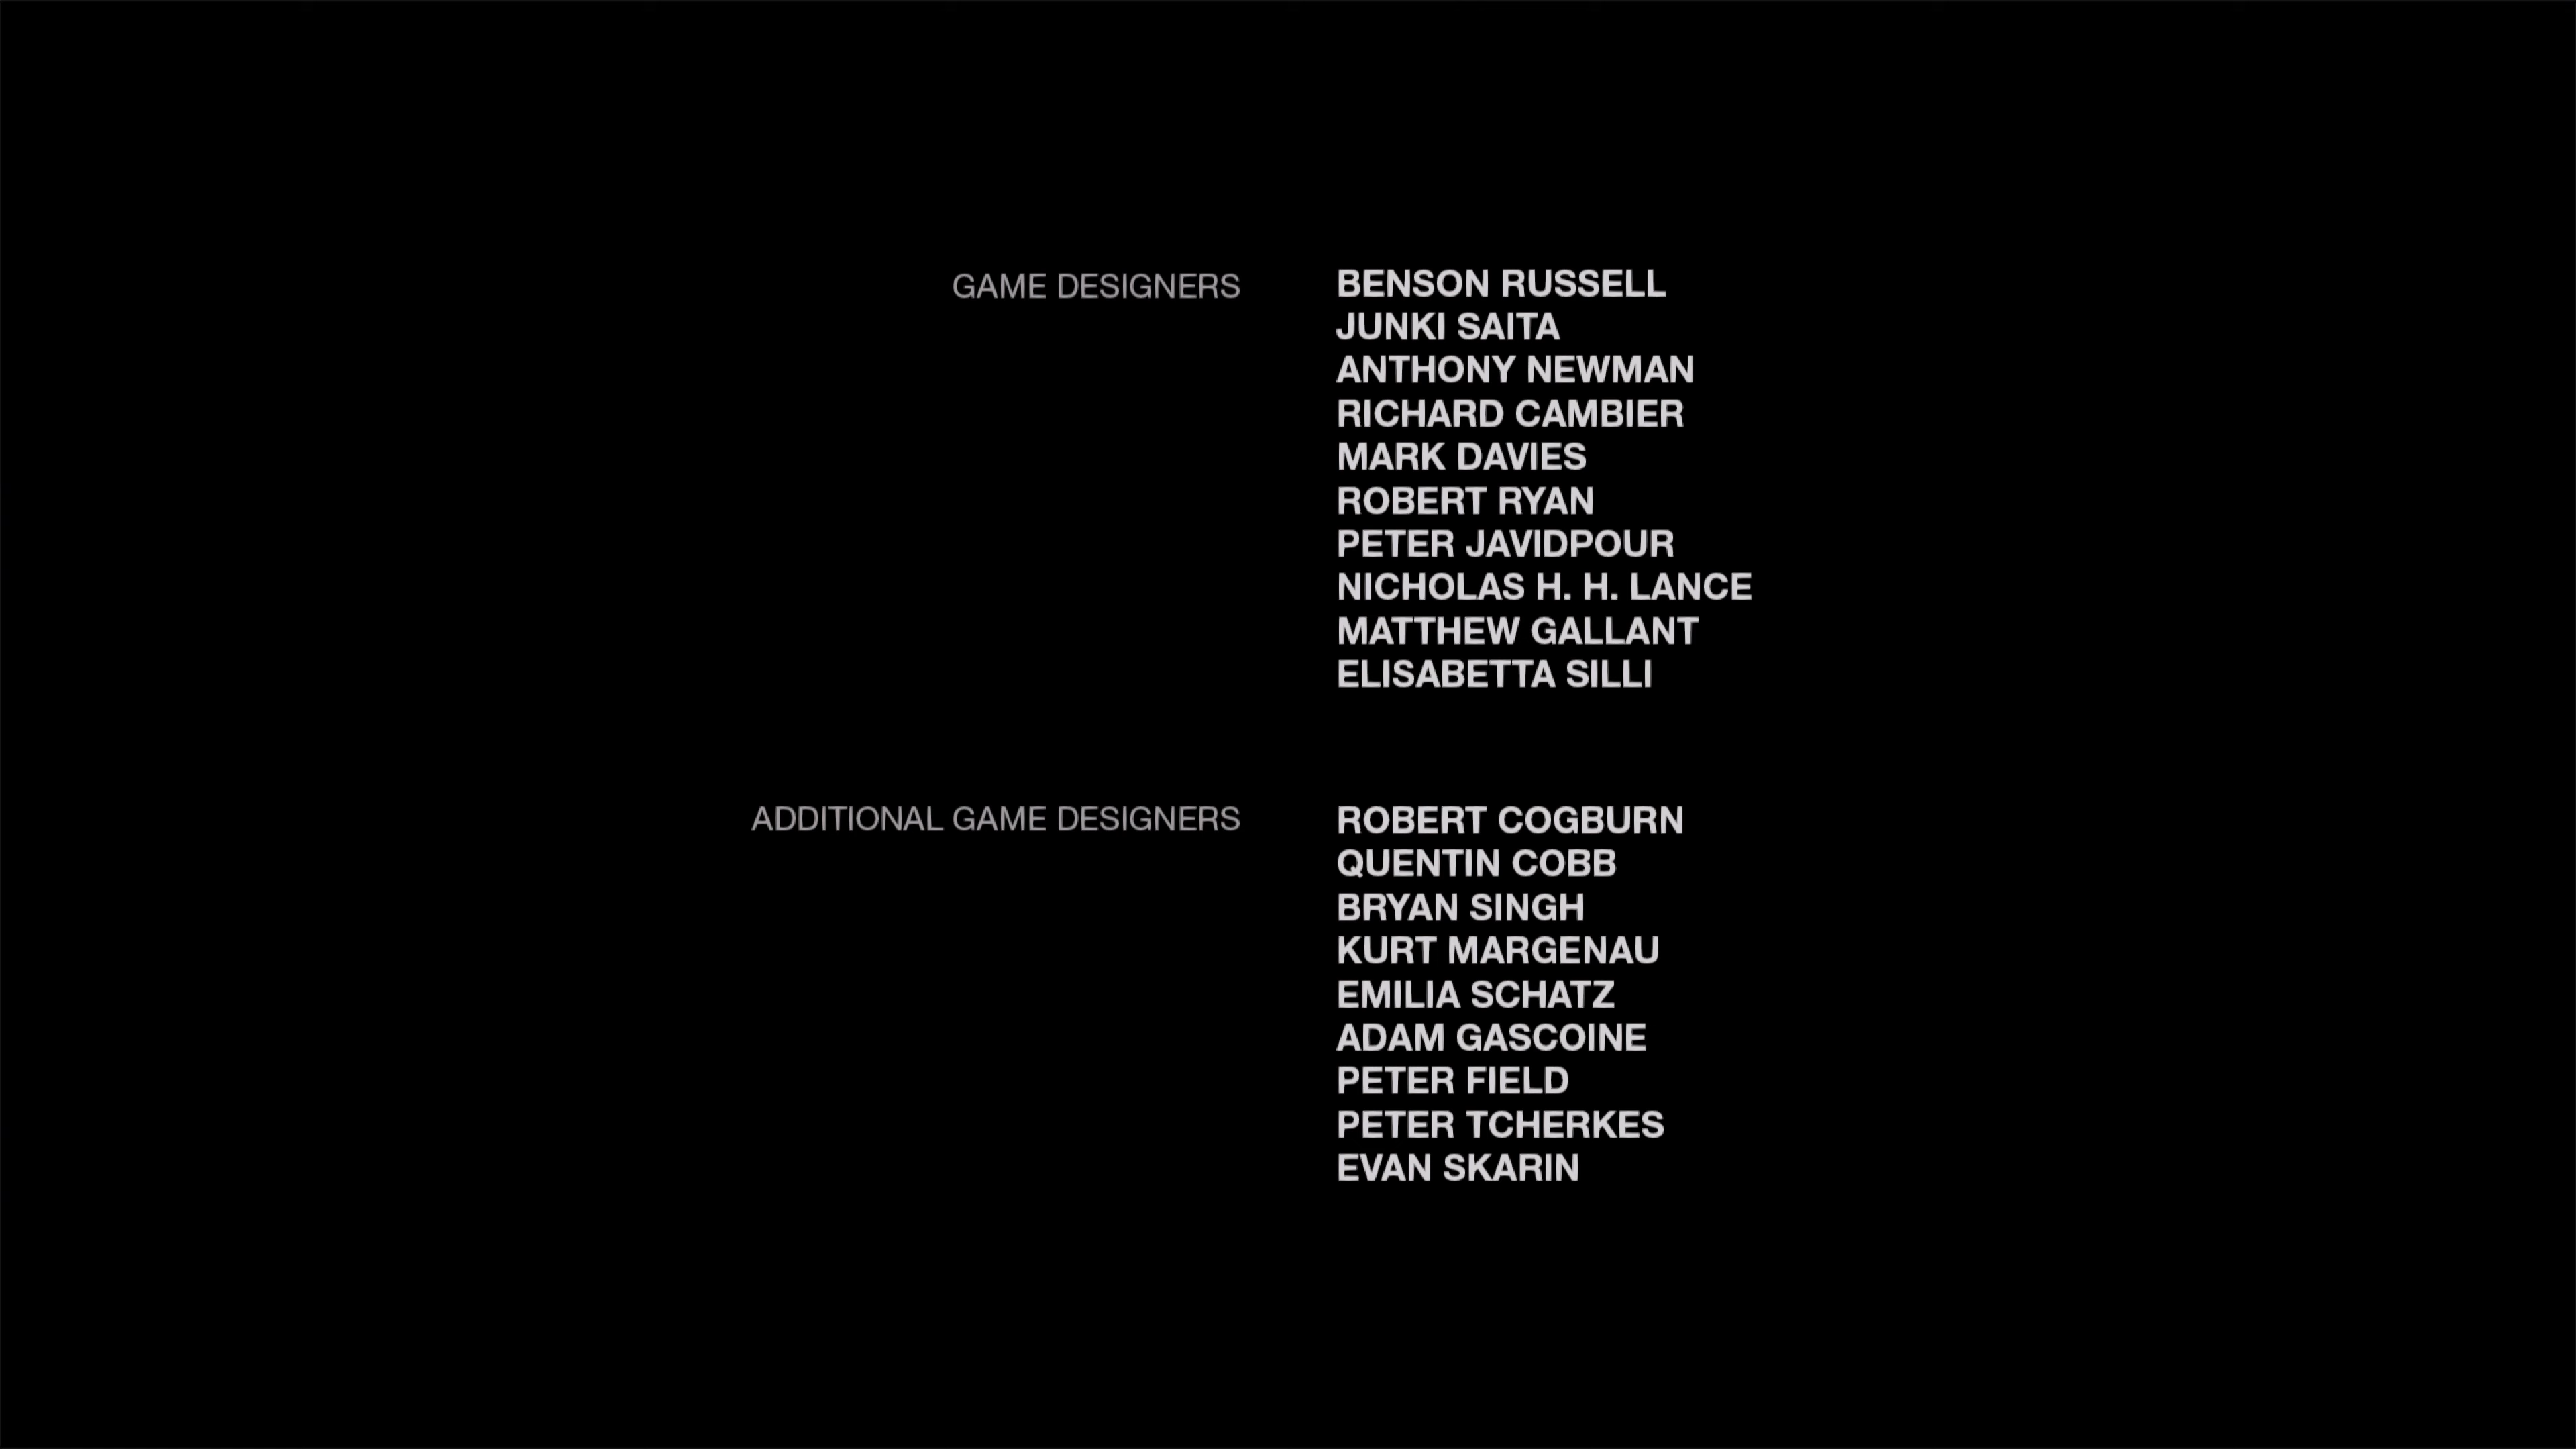 GAME DESIGNERS BENSON RUSSELL
JUNKI SAITA
ANTHONY NEWMAN
RICHARD CAMBIER
MARK DAVIES
ROBERT RYAN
PETER JAVIDPOUR
NICHOLAS H. H. LANCE
MATTHEW GALLANT
ELISABETTA SILLI
ADDITIONAL GAME DESIGNERS ROBERT COGBURN
QUENTIN COBB
BRYAN SINGH
KURT MARGENAU
EMILIA SCHATZ
ADAM GASCOINE
PETER FIELD
PETER TCHERKES
EVAN SKARIN